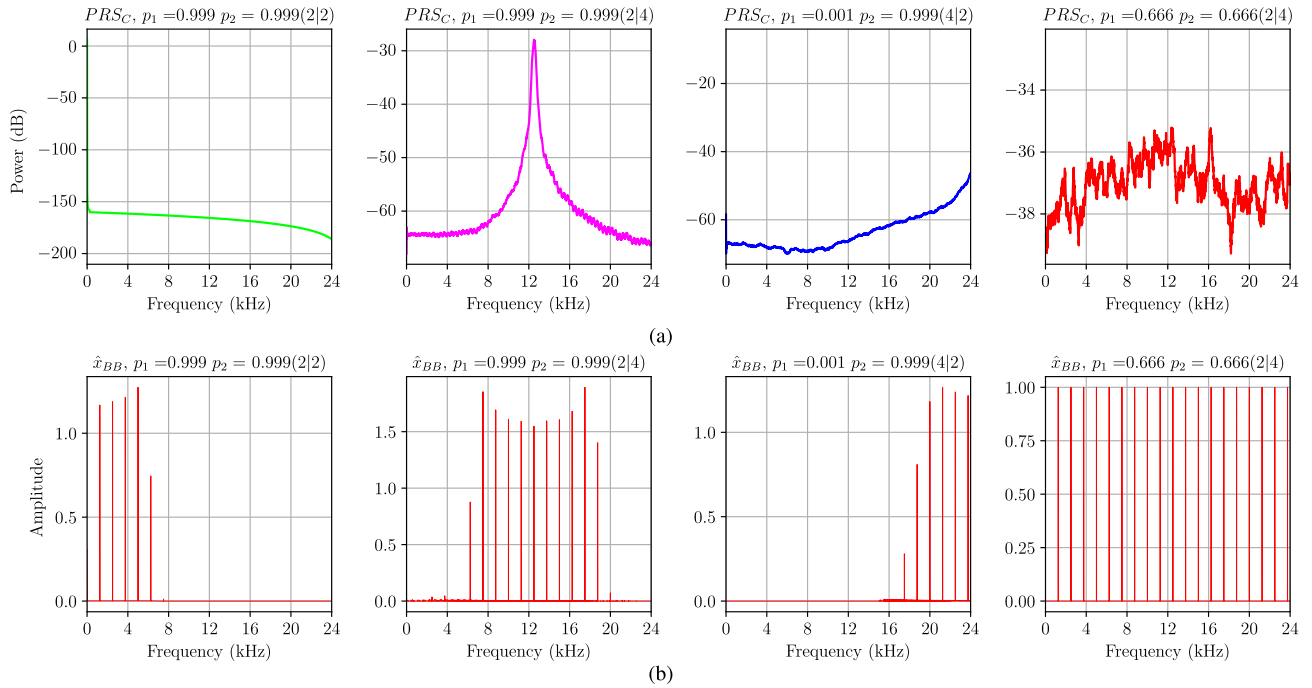 PRS_C, p_1 =0.999 p_2 = 0.999(2|2)
PRS_C, p_1 =0.999 p_2 = 0.999(2|4)
PRS_C, p_1 =0.001 p_2 = 0.999(4|2)
PRS_C, p_1 =0.666 p_2 = 0.666(2|4)
Power (dB)
0
−50
−100
−150
−200
0 4 8 12 16 20 24
Frequency (kHz)
−30
−40
−50
−60
0 4 8 12 16 20 24
Frequency (kHz)
−20
−40
−60
0 4 8 12 16 20 24
Frequency (kHz)
−34
−36
−38
0 4 8 12 16 20 24
Frequency (kHz)
(a)
x̂_BB, p_1 =0.999 p_2 = 0.999(2|2)
x̂_BB, p_1 =0.999 p_2 = 0.999(2|4)
x̂_BB, p_1 =0.001 p_2 = 0.999(4|2)
x̂_BB, p_1 =0.666 p_2 = 0.666(2|4)
Amplitude
1.0
0.5
0.0
0 4 8 12 16 20 24
Frequency (kHz)
1.5
1.0
0.5
0.0
0 4 8 12 16 20 24
Frequency (kHz)
1.0
0.5
0.0
0 4 8 12 16 20 24
Frequency (kHz)
1.00
0.75
0.50
0.25
0.00
0 4 8 12 16 20 24
Frequency (kHz)
(b)